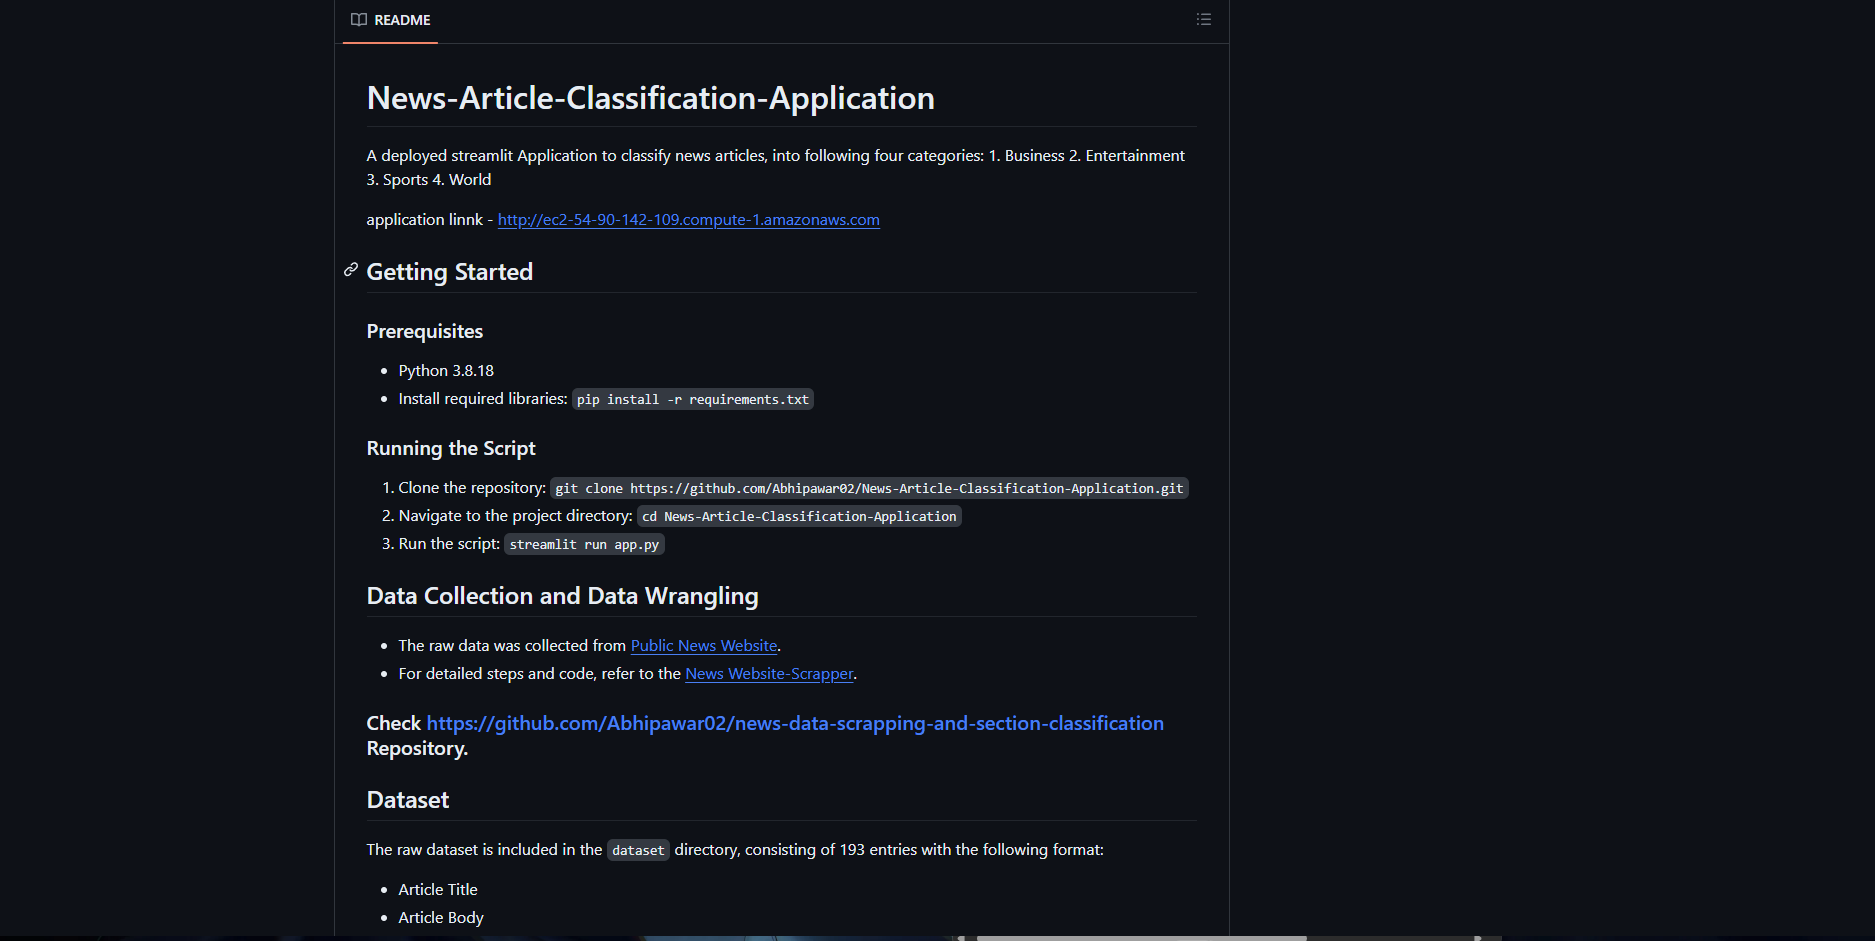 README
News-Article-Classification-Application
A deployed streamlit Application to classify news articles, into following four categories: 1. Business 2. Entertainment
3. Sports 4. World
application linnk - http://ec2-54-90-142-109.compute-1.amazonaws.com
Getting Started
Prerequisites
• Python 3.8.18
• Install required libraries: pip install -r requirements.txt
Running the Script
1. Clone the repository: git clone https://github.com/Abhipawar02/News-Article-Classification-Application.git
2. Navigate to the project directory: cd News-Article-Classification-Application
3. Run the script: streamlit run app.py
Data Collection and Data Wrangling
• The raw data was collected from Public News Website.
• For detailed steps and code, refer to the News Website-Scrapper.
Check https://github.com/Abhipawar02/news-data-scrapping-and-section-classification
Repository.
Dataset
The raw dataset is included in the dataset directory, consisting of 193 entries with the following format:
• Article Title
• Article Body